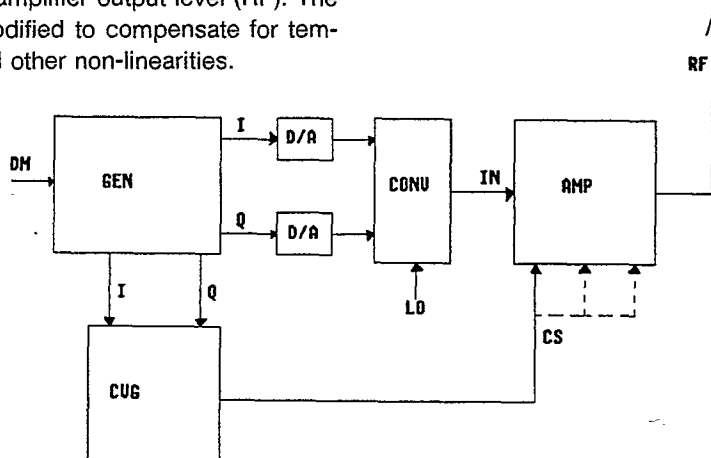 amplifier output level (RF). The
odified to compensate for tem-
d other non-linearities.
RF
I
D/A
DM
GEN
CONV
IN
AMP
Q
D/A
I
Q
LO
CS
CVG